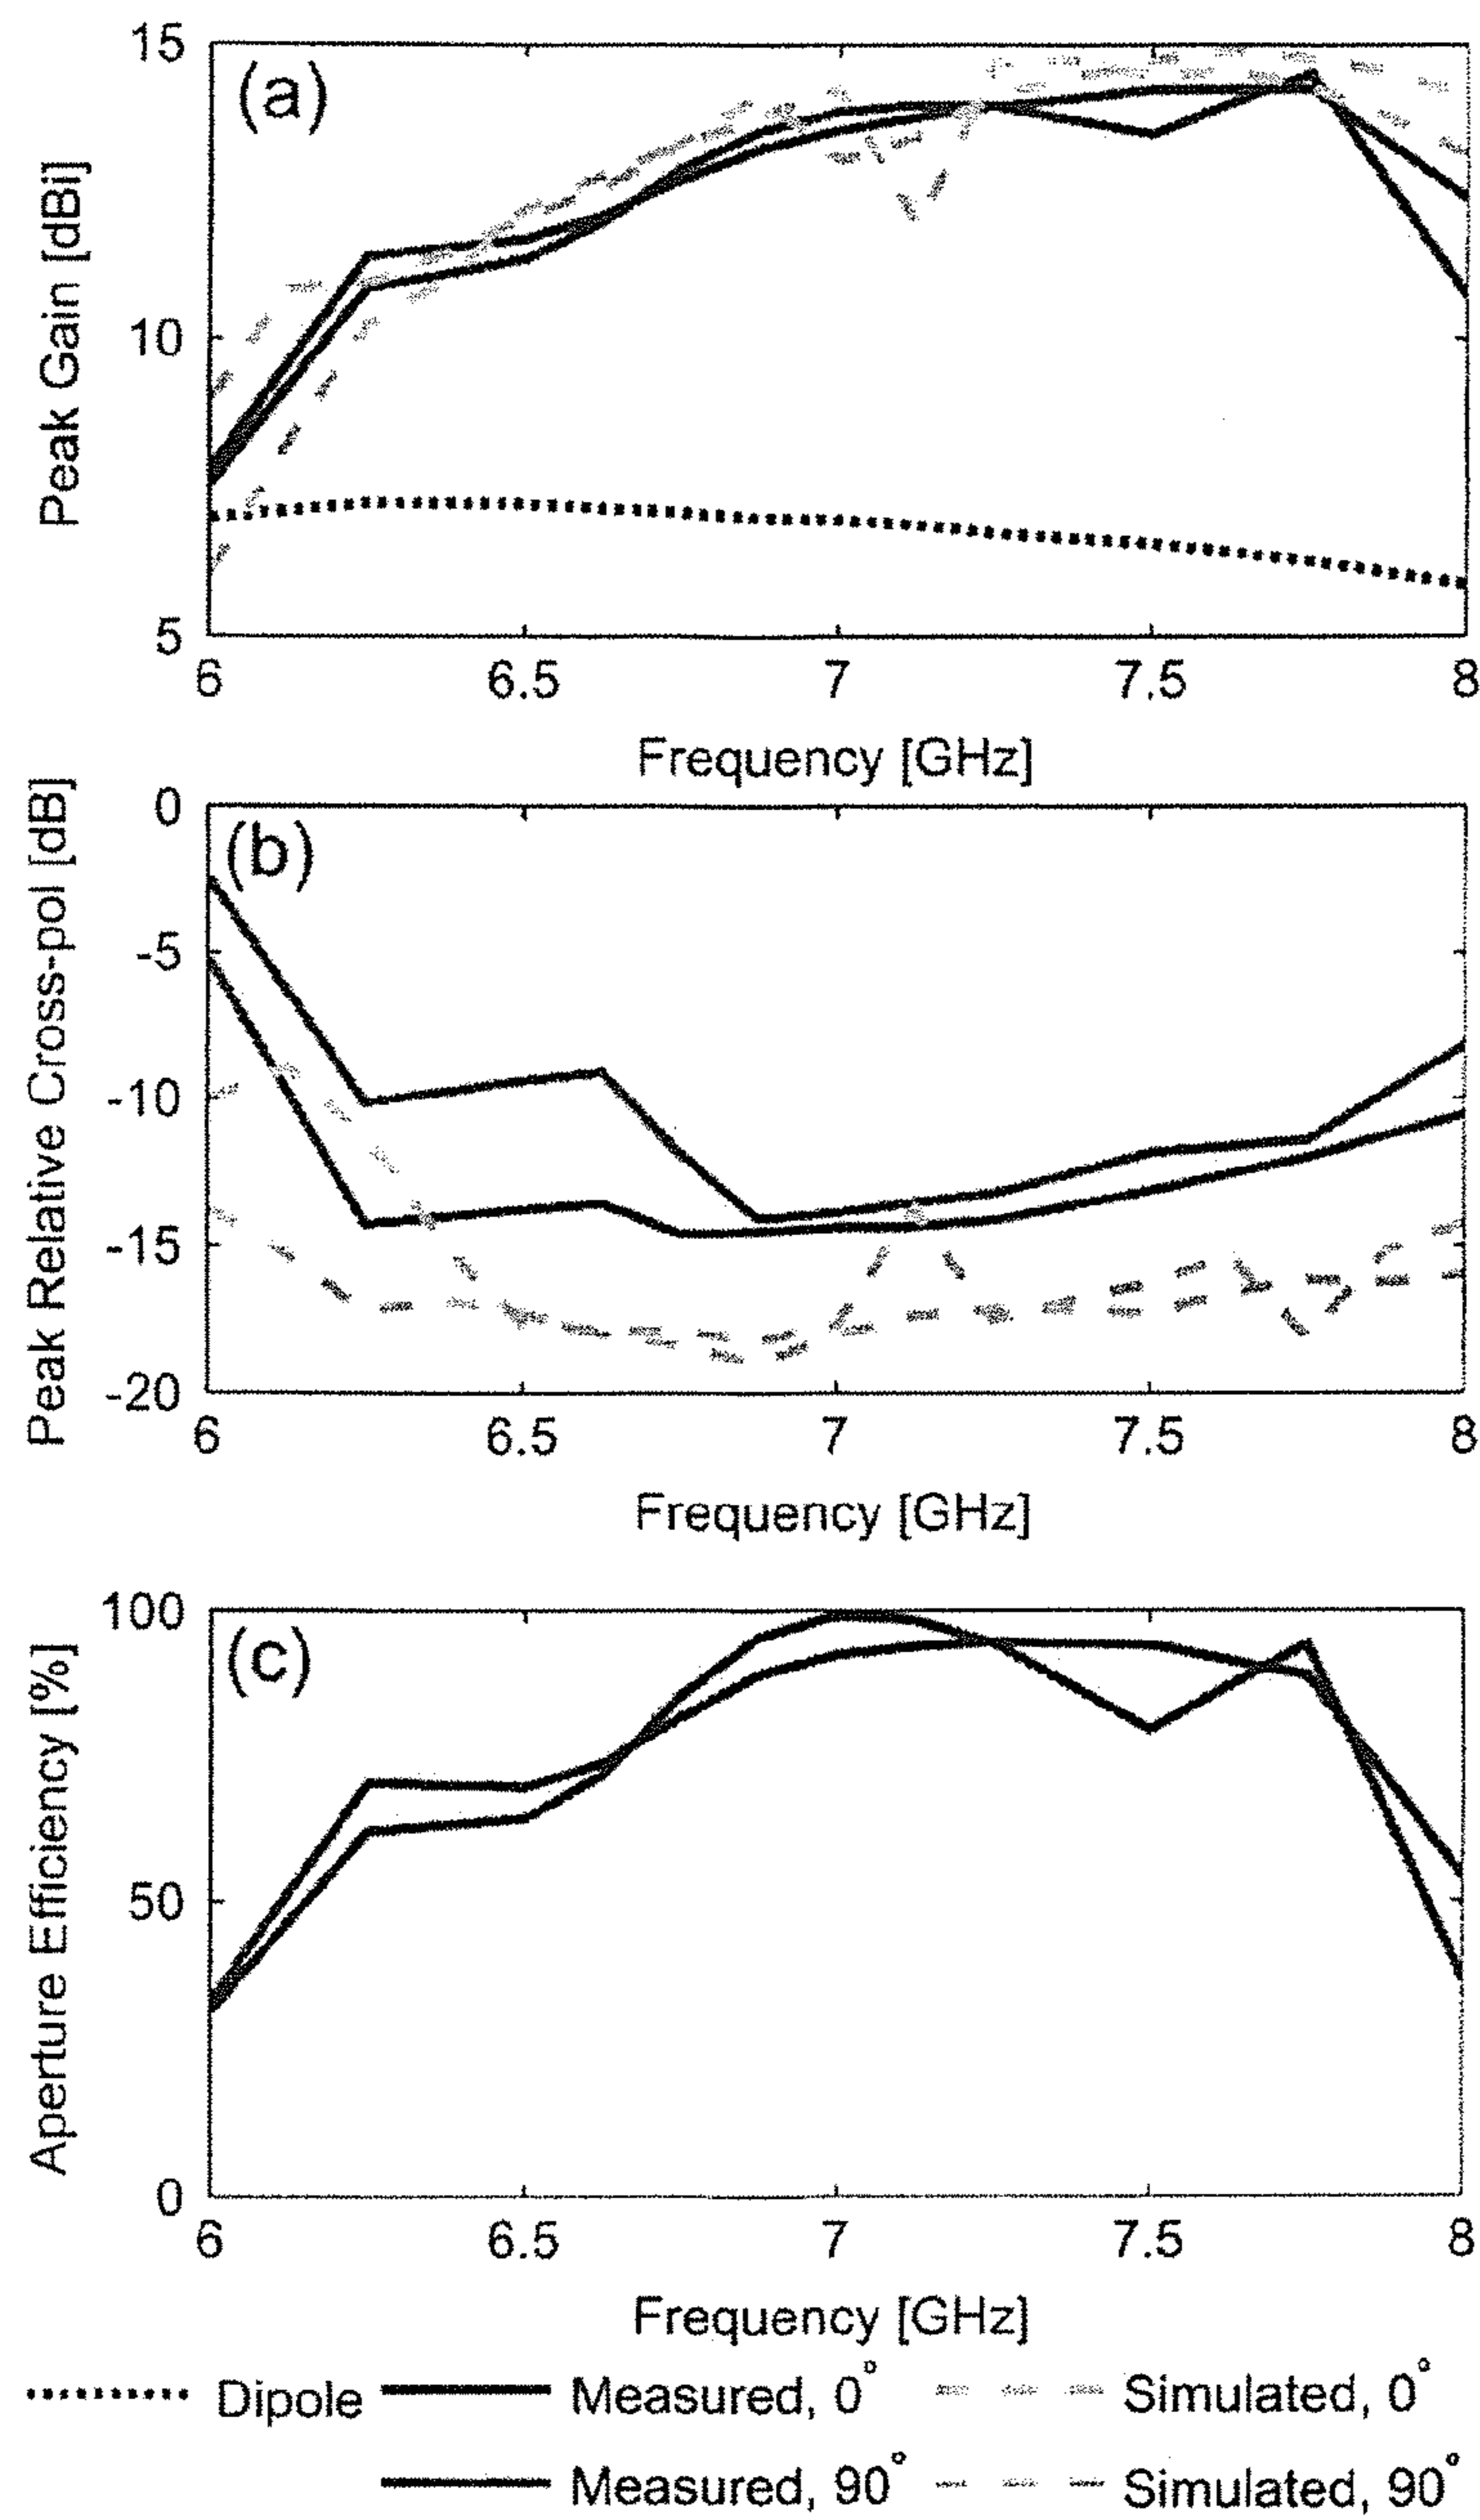 (a)
Peak Gain [dBi]
15
10
5
6 6.5 7 7.5 8
Frequency [GHz]
(b)
Peak Relative Cross-pol [dB]
0
-5
-10
-15
-20
6 6.5 7 7.5 8
Frequency [GHz]
(c)
Aperture Efficiency [%]
100
50
0
6 6.5 7 7.5 8
Frequency [GHz]
Dipole Measured, 0° Simulated, 0°
Measured, 90° Simulated, 90°